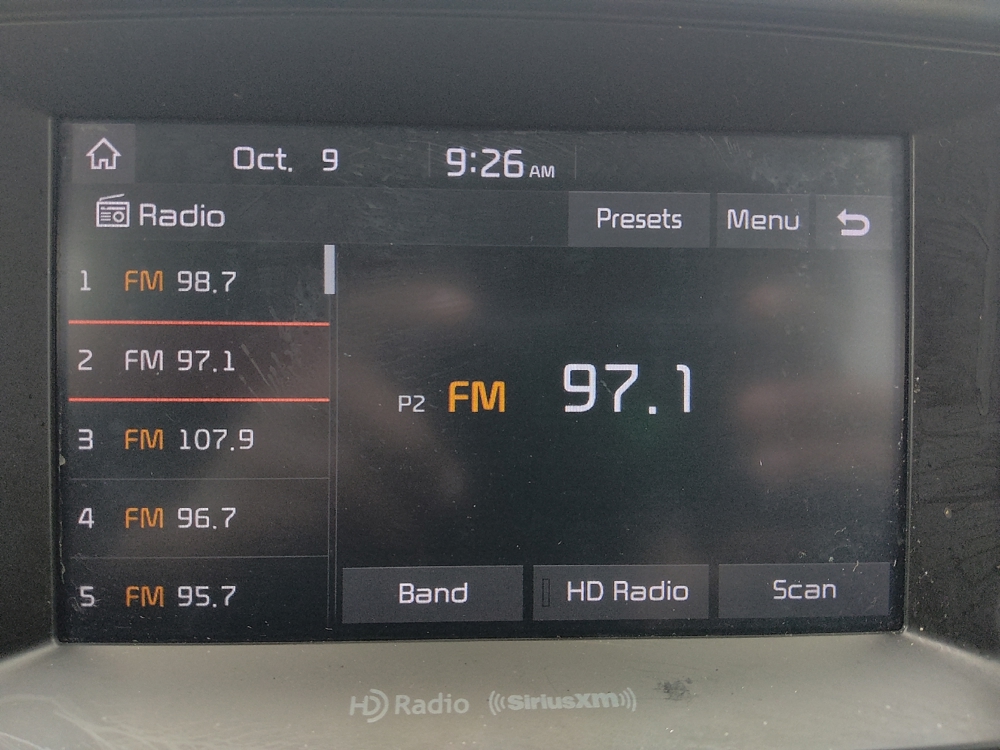 Oct. 9 9:26 AM
Radio Presets Menu
1 FM 98.7
2 FM 97.1
P2 FM 97.1
3 FM 107.9
4 FM 96.7
5 FM 95.7
Band HD Radio Scan
HD Radio ((SiriusXM))